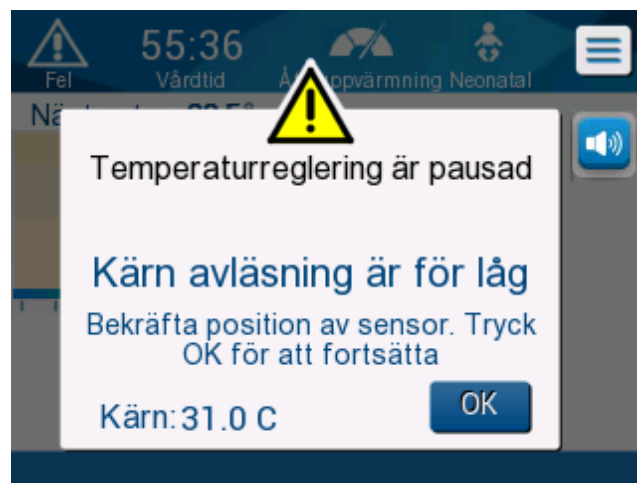 55:36
Fel
Vårdtid
Neonatal
Temperaturreglering är pausad
Kärn avläsning är för låg
Bekräfta position av sensor. Tryck
OK för att fortsätta
Kärn: 31.0 C
OK